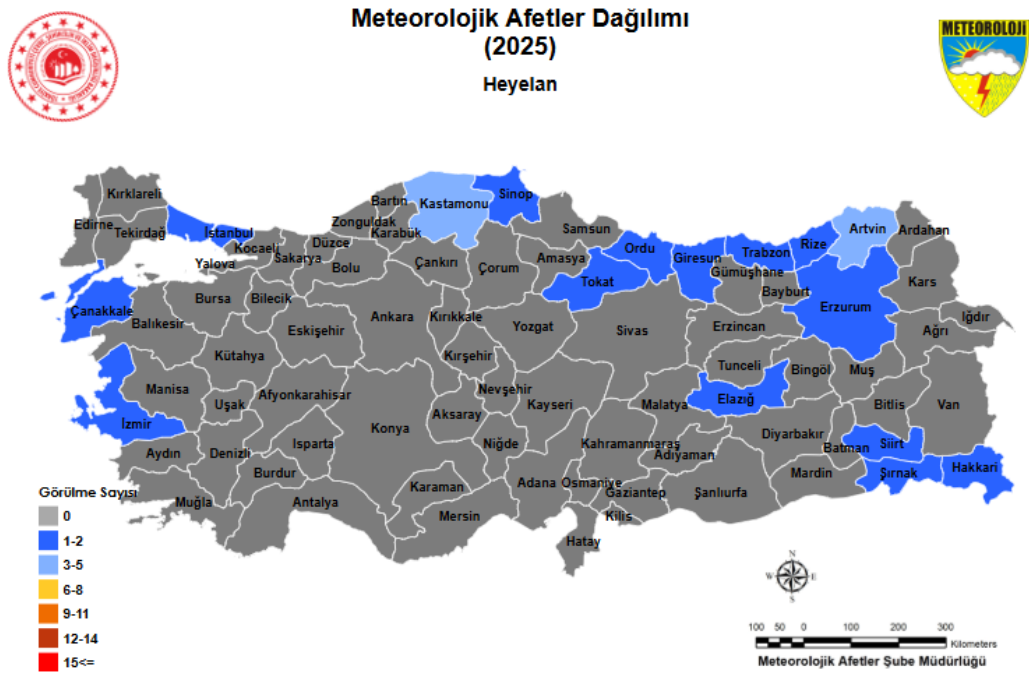 Meteorolojik Afetler Dağılımı
(2025)
Heyelan
METEOROLOJİ
Kırklareli
Edirne
Tekirdağ
İstanbul
Kocaeli
Yalova
Sakarya
Düzce
Zonguldak
Bartın
Karabük
Kastamonu
Sinop
Samsun
Ordu
Giresun
Trabzon
Rize
Artvin
Ardahan
Çanakkale
Balıkesir
Bursa
Bilecik
Bolu
Çankırı
Çorum
Amasya
Tokat
Gümüşhane
Bayburt
Erzurum
Kars
Iğdır
Ağrı
Eskişehir
Ankara
Kırıkkale
Yozgat
Sivas
Erzincan
Kütahya
Kırşehir
Tunceli
Bingöl
Muş
Manisa
Uşak
Afyonkarahisar
Nevşehir
Kayseri
Malatya
Elazığ
Bitlis
Van
İzmir
Aksaray
Konya
Aydın
Denizli
Isparta
Niğde
Kahramanmaraş
Adıyaman
Diyarbakır
Batman
Siirt
Burdur
Karaman
Adana
Osmaniye
Gaziantep
Şanlıurfa
Mardin
Şırnak
Hakkari
Muğla
Antalya
Mersin
Kilis
Hatay
Görülme Sayısı
0
1-2
3-5
6-8
9-11
12-14
15<=
N
W
E
S
100 50 0 100 200 300
Kilometers
Meteorolojik Afetler Şube Müdürlüğü